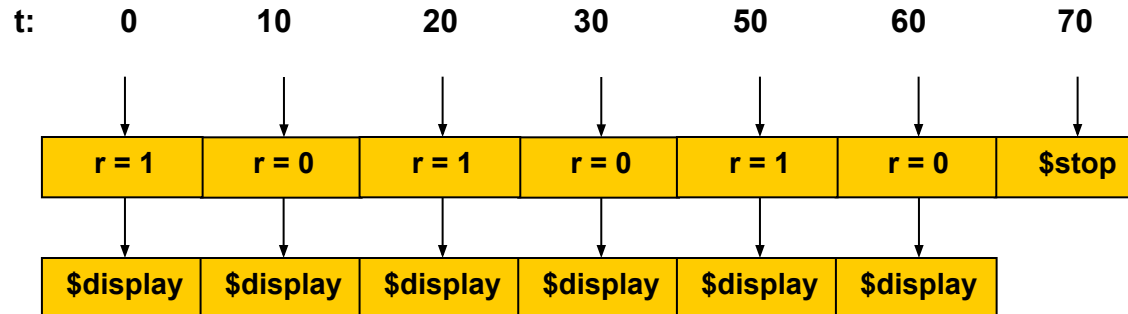 t: 0 10 20 30 50 60 70
r = 1 r = 0 r = 1 r = 0 r = 1 r = 0 $stop
$display $display $display $display $display $display